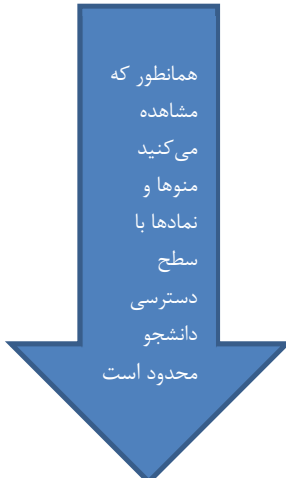 همانطور که
مشاهده
می‌کنید
منوها و
نمادها با
سطح
دسترسی
دانشجو
محدود است